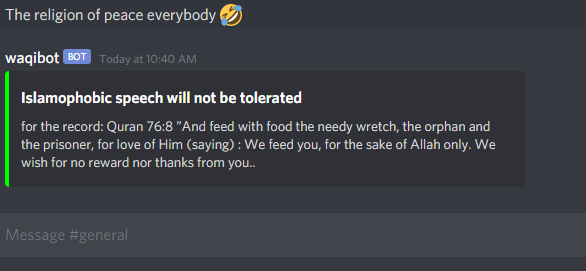 The religion of peace everybody 🤣
waqibot BOT Today at 10:40 AM
Islamophobic speech will not be tolerated
for the record: Quran 76:8 "And feed with food the needy wretch, the orphan and
the prisoner, for love of Him (saying) : We feed you, for the sake of Allah only. We
wish for no reward nor thanks from you..
Message #general